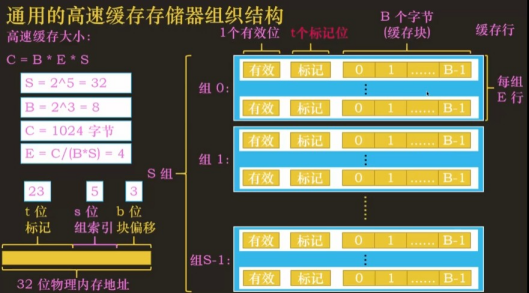 通用的高速缓存存储器组织结构
高速缓存大小:
C = B * E * S
S = 2^5 = 32
B = 2^3 = 8
C = 1024 字节
E = C/(B*S) = 4
23 5 3
t 位 s 位 b 位
标记 组索引 块偏移
32 位物理内存地址
1个有效位 t个标记位 B 个字节
(缓存块)
缓存行
S 组
组 0:
有效 标记 0 1 ...... B-1
⋮
有效 标记 0 1 ...... B-1
每组
E 行
组 1:
有效 标记 0 1 ...... B-1
⋮
有效 标记 0 1 ...... B-1
⋮
组S-1:
有效 标记 0 1 ...... B-1
⋮
有效 标记 0 1 ...... B-1